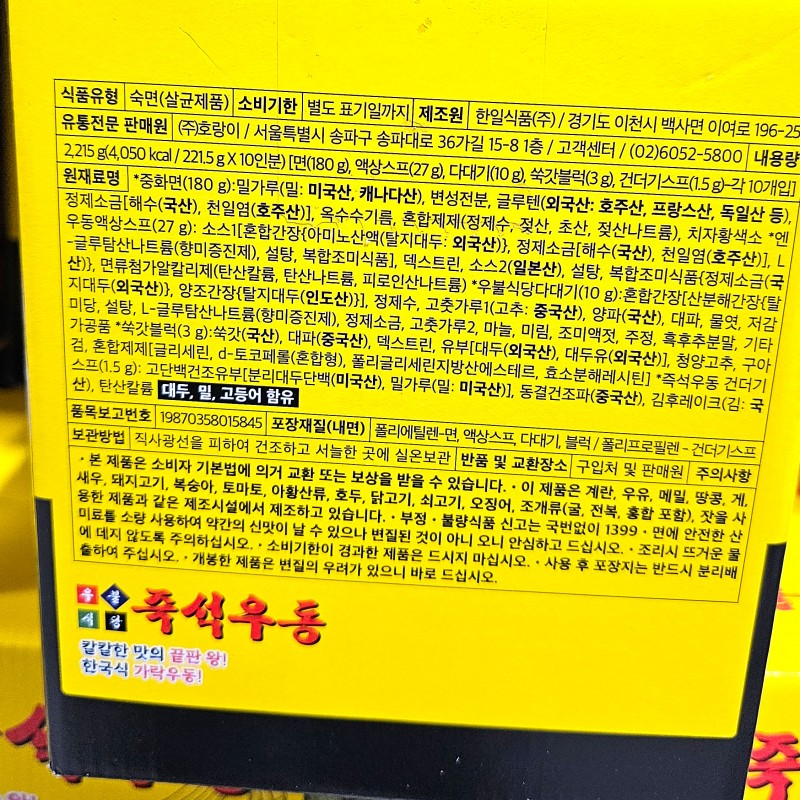 식품유형 숙면(살균제품) 소비기한 별도 표기일까지 제조원 한일식품(주) / 경기도 이천시 백사면 이여로 196-25
유통전문 판매원 (주)호랑이 / 서울특별시 송파구 송파대로 36가길 15-8 1층 / 고객센터 / (02)6052-5800 내용량
2,215 g(4,050 kcal / 221.5 g X 10인분) [면(180 g), 액상스프(27 g), 다대기(10 g), 쑥갓블럭(3 g), 건더기스프(1.5 g)-각 10개입]
원재료명 *중화면(180 g):밀가루(밀: 미국산, 캐나다산), 변성전분, 글루텐(외국산: 호주산, 프랑스산, 독일산 등),
정제소금[해수(국산), 천일염(호주산)], 옥수수기름, 혼합제제(정제수, 젖산, 초산, 젖산나트륨), 치자황색소 *엔
우동액상스프(27 g): 소스1[혼합간장{아미노산액(탈지대두: 외국산)}, 정제소금[해수(국산), 천일염(호주산)], L
-글루탐산나트륨(향미증진제), 설탕, 복합조미식품], 덱스트린, 소스2(일본산), 설탕, 복합조미식품{정제소금(국
산)}, 면류첨가알칼리제(탄산칼륨, 탄산나트륨, 피로인산나트륨) *우불식당다대기(10 g):혼합간장[산분해간장{탈
지대두(외국산)}, 양조간장{탈지대두(인도산)}], 정제수, 고춧가루1(고추: 중국산), 양파(국산), 대파, 물엿, 저감
미당, 설탕, L-글루탐산나트륨(향미증진제), 정제소금, 고춧가루2, 마늘, 미림, 조미액젓, 주정, 흑후추분말, 기타
가공품 *쑥갓블럭(3 g):쑥갓(국산), 대파(중국산), 덱스트린, 유부[대두(외국산), 대두유(외국산)], 청양고추, 구아
검, 혼합제제[글리세린, d-토코페롤(혼합형), 폴리글리세린지방산에스테르, 효소분해레시틴] *즉석우동 건더기
스프(1.5 g): 고단백건조유부[분리대두단백(미국산), 밀가루(밀: 미국산)], 동결건조파(중국산), 김후레이크(김: 국
산), 탄산칼륨 대두, 밀, 고등어 함유
품목보고번호 19870358015845 포장재질(내면) 폴리에틸렌-면, 액상스프, 다대기, 블럭 / 폴리프로필렌 - 건더기스프
보관방법 직사광선을 피하여 건조하고 서늘한 곳에 실온보관 반품 및 교환장소 구입처 및 판매원 주의사항
· 본 제품은 소비자 기본법에 의거 교환 또는 보상을 받을 수 있습니다. · 이 제품은 계란, 우유, 메밀, 땅콩, 게,
새우, 돼지고기, 복숭아, 토마토, 아황산류, 호두, 닭고기, 쇠고기, 오징어, 조개류(굴, 전복, 홍합 포함), 잣을 사
용한 제품과 같은 제조시설에서 제조하고 있습니다. · 부정 · 불량식품 신고는 국번없이 1399 · 면에 안전한 산
미료를 소량 사용하여 약간의 신맛이 날 수 있으나 변질된 것이 아니 오니 안심하고 드십시오. · 조리시 뜨거운 물
에 데지 않도록 주의하십시오. · 소비기한이 경과한 제품은 드시지 마십시오. · 사용 후 포장지는 반드시 분리배
출하여 주십시오. · 개봉한 제품은 변질의 우려가 있으니 바로 드십시오.
우불
식왕
즉석우동
칼칼한 맛의 끝판 왕!
한국식 가락우동!
즉